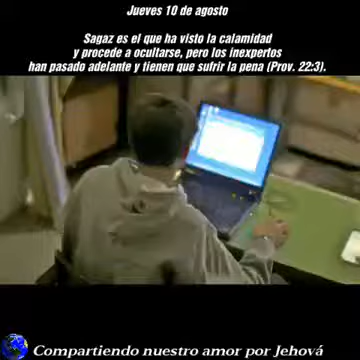 Jueves 10 de agosto
Sagaz es el que ha visto la calamidad
y procede a ocultarse, pero los inexpertos
han pasado adelante y tienen que sufrir la pena (Prov. 22:3).
Compartiendo nuestro amor por Jehová